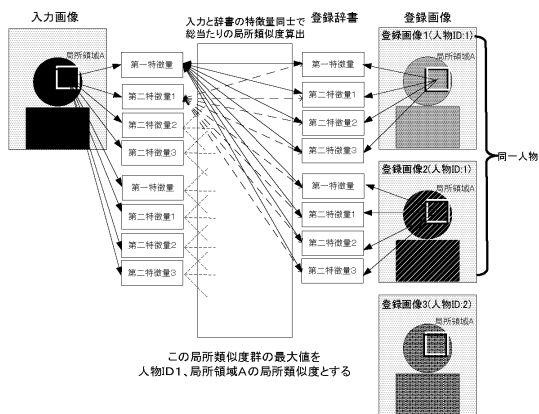 入力画像
入力と辞書の特徴量同士で
総当たりの局所類似度算出
登録辞書
登録画像
局所領域A
第一特徴量
第二特徴量1
第二特徴量2
第二特徴量3
第一特徴量
第二特徴量1
第二特徴量2
第二特徴量3
第一特徴量
第二特徴量1
第二特徴量2
第二特徴量3
第一特徴量
第二特徴量1
第二特徴量2
第二特徴量3
登録画像1(人物ID:1)
局所領域A
登録画像2(人物ID:1)
局所領域A
同一人物
登録画像3(人物ID:2)
局所領域A
この局所類似度群の最大値を
人物ID1、局所領域Aの局所類似度とする